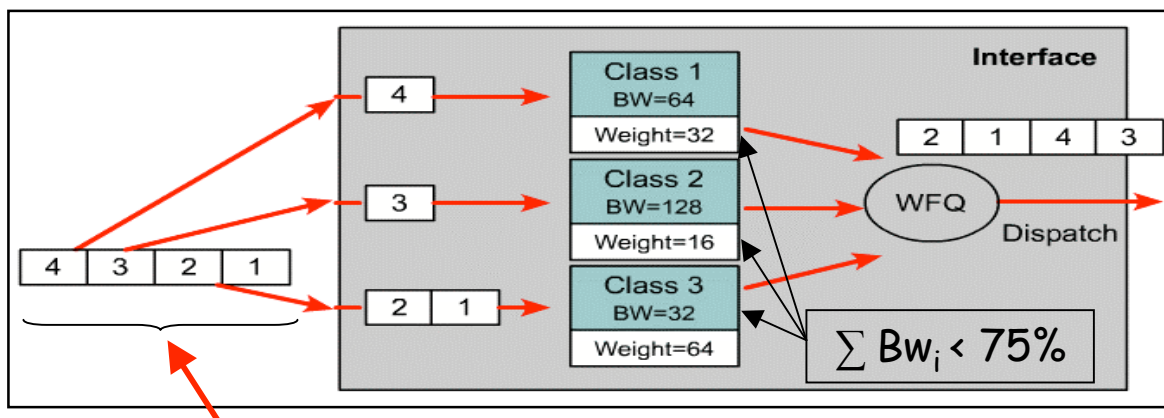 Interface
4
Class 1
BW=64
Weight=32
2 1 4 3
3
Class 2
BW=128
Weight=16
WFQ
Dispatch
4 3 2 1
2 1
Class 3
BW=32
Weight=64
∑ Bwi < 75%